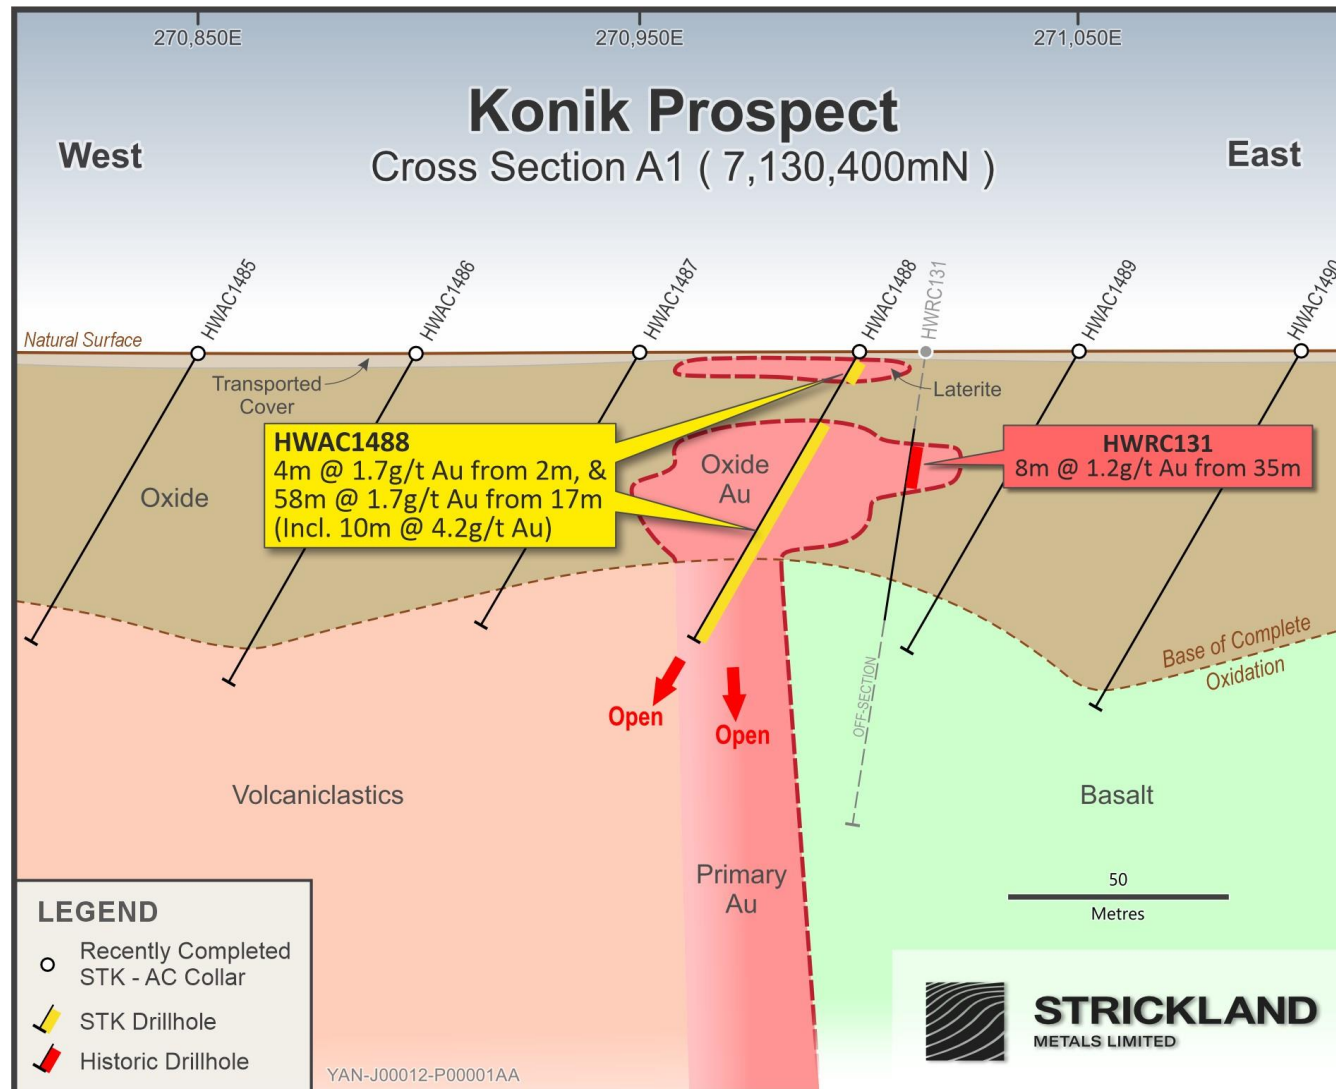 270,850E
270,950E
271,050E
Konik Prospect
West
Cross Section A1 ( 7,130,400mN )
East
HWAC1485
HWAC1486
HWAC1487
HWAC1488
HWRC131
HWAC1489
HWAC1490
Natural Surface
Transported
Cover
Laterite
HWAC1488
4m @ 1.7g/t Au from 2m, &
58m @ 1.7g/t Au from 17m
(Incl. 10m @ 4.2g/t Au)
HWRC131
8m @ 1.2g/t Au from 35m
Oxide
Oxide
Au
Base of Complete
Oxidation
OFF-SECTION
Open
Open
Volcaniclastics
Basalt
Primary
Au
50
Metres
LEGEND
Recently Completed
STK - AC Collar
STK Drillhole
Historic Drillhole
YAN-J00012-P00001AA
STRICKLAND
METALS LIMITED